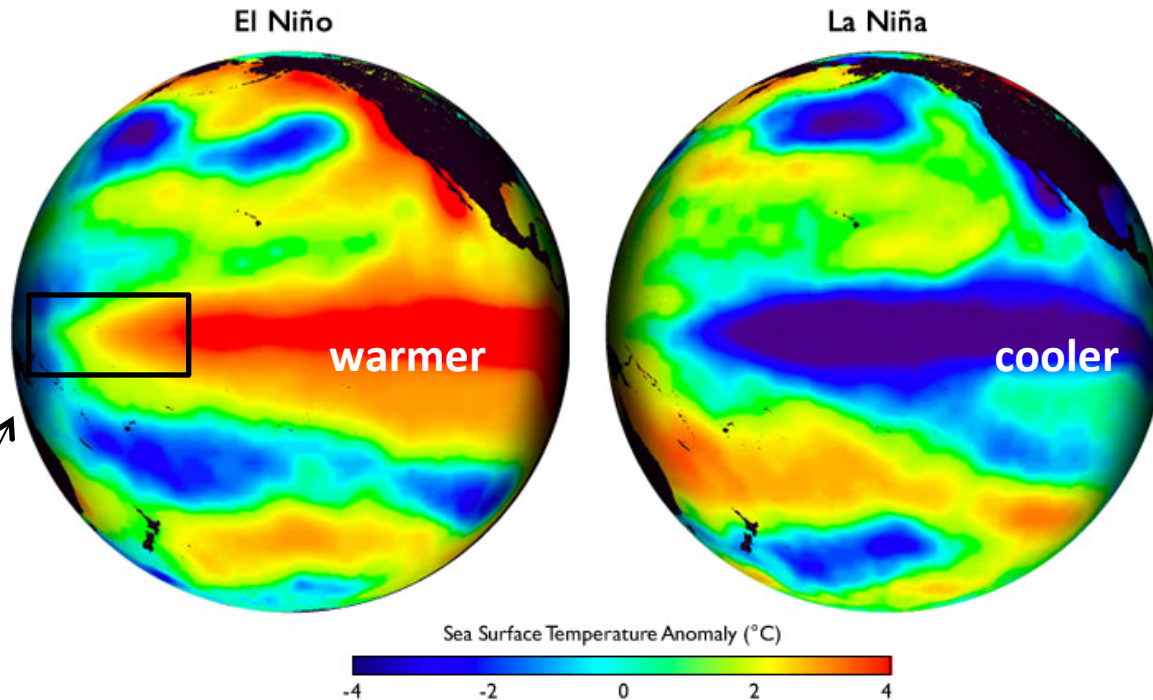 El Niño
La Niña
warmer
cooler
Sea Surface Temperature Anomaly (°C)
-4
-2
0
2
4